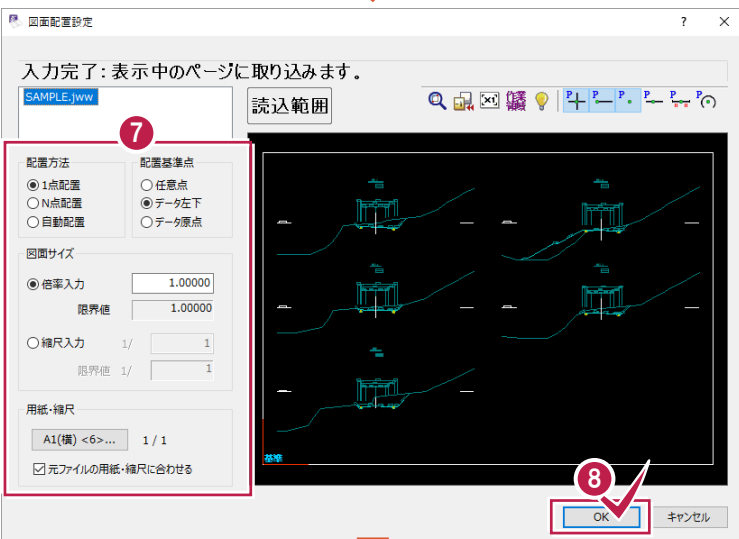 図面配置設定
?
入力完了：表示中のページに取り込みます。
SAMPLE.jww
読込範囲
7
配置方法
配置基準点
1点配置
任意点
N点配置
データ左下
自動配置
データ原点
図面サイズ
倍率入力 1.00000
限界値 1.00000
縮尺入力 1/ 1
限界値 1/ 1
用紙・縮尺
A1(横) <6>... 1 / 1
元ファイルの用紙・縮尺に合わせる
基準
8
OK
キャンセル